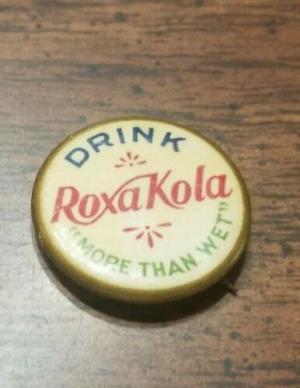 DRINK
RoxaKola
"MORE THAN WET"